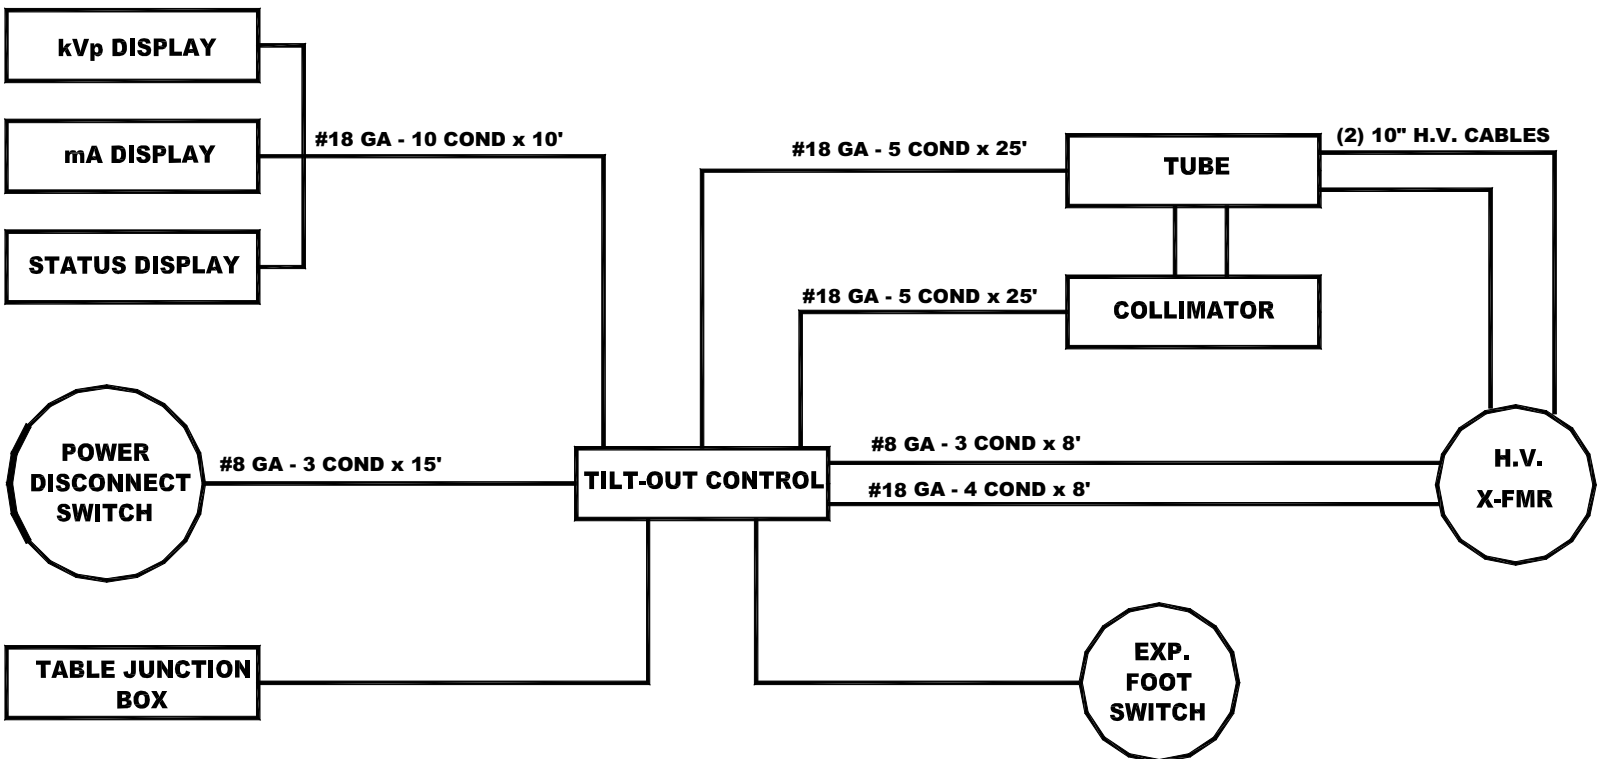 kVp DISPLAY
mA DISPLAY
STATUS DISPLAY
#18 GA - 10 COND x 10'
#18 GA - 5 COND x 25'
TUBE
(2) 10" H.V. CABLES
#18 GA - 5 COND x 25'
COLLIMATOR
POWER
DISCONNECT
SWITCH
#8 GA - 3 COND x 15'
TILT-OUT CONTROL
#8 GA - 3 COND x 8'
#18 GA - 4 COND x 8'
H.V.
X-FMR
TABLE JUNCTION
BOX
EXP.
FOOT
SWITCH